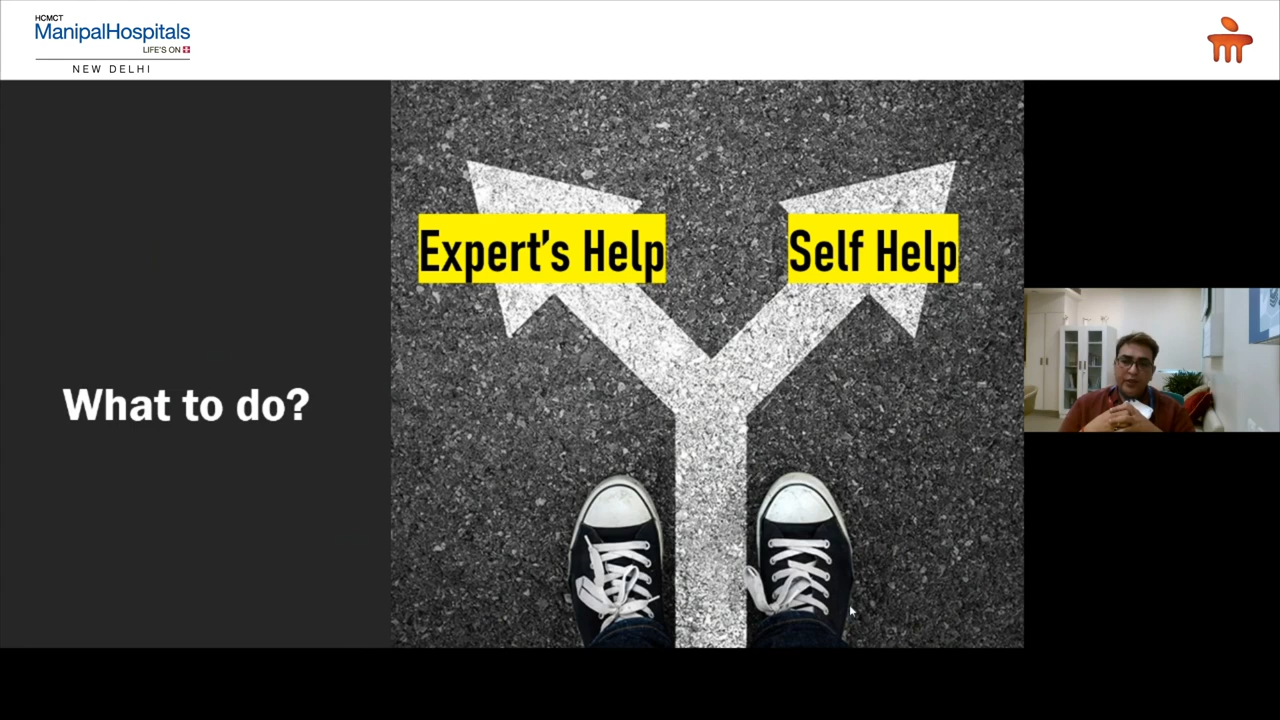 HCMCT
ManipalHospitals
LIFE'S ON
NEW DELHI
Expert's Help
Self Help
What to do?